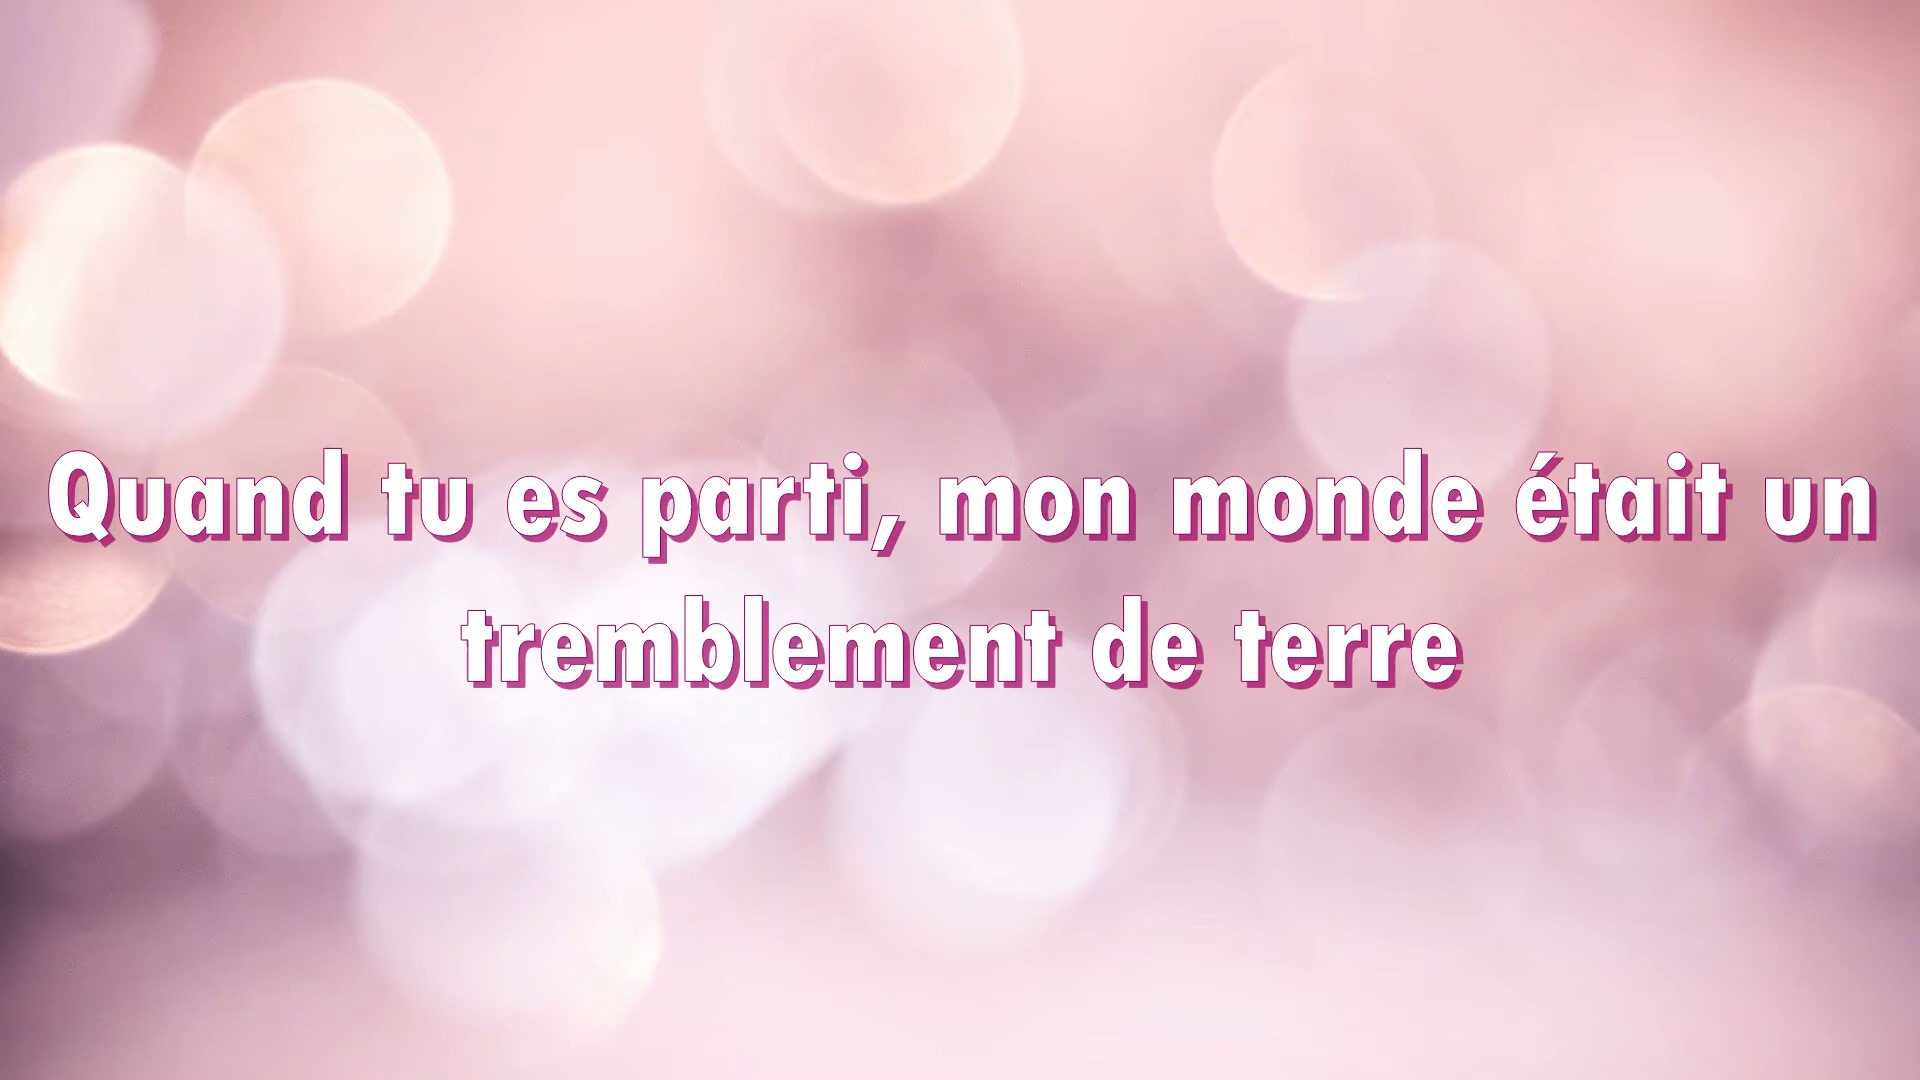 Quand tu es parti, mon monde était un
tremblement de terre